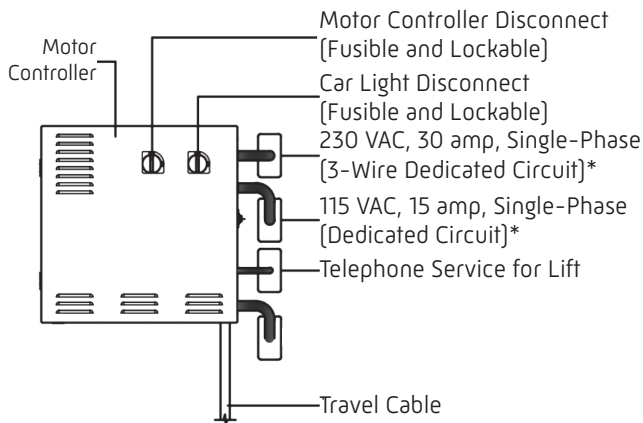 Motor
Controller
Motor Controller Disconnect
(Fusible and Lockable)
Car Light Disconnect
(Fusible and Lockable)
230 VAC, 30 amp, Single-Phase
(3-Wire Dedicated Circuit)*
115 VAC, 15 amp, Single-Phase
(Dedicated Circuit)*
Telephone Service for Lift
Travel Cable